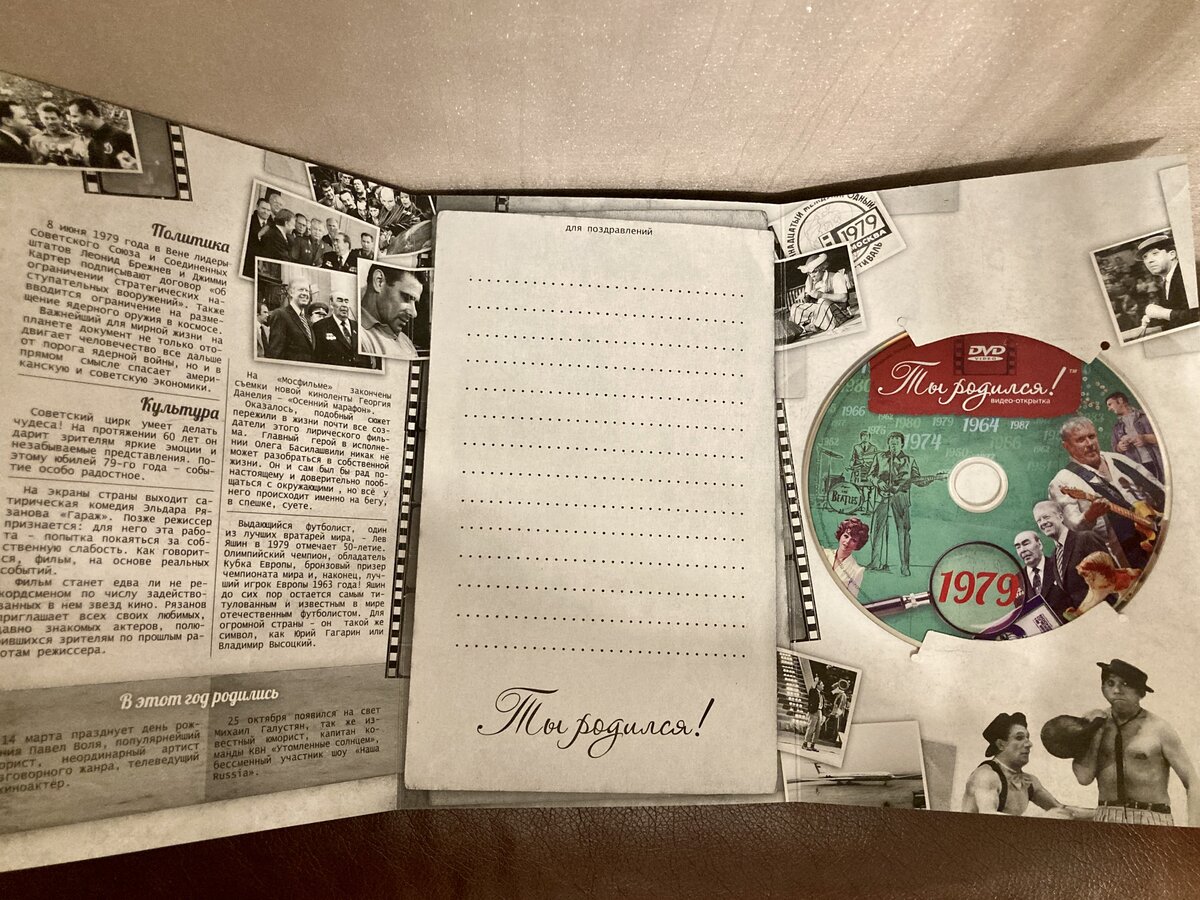 Политика
8 июня 1979 года в Вене лидеры
Советского Союза и Соединенных
штатов Леонид Брежнев и Джимми
Картер подписывают договор «об
ограничении стратегических на-
ступательных вооружений». Также
вводится ограничение на разме-
щение ядерного оружия в космосе.
Важнейший для мирной жизни на
планете документ не только ото-
двигает человечество все дальше
от порога ядерной войны, но и в
прямом смысле спасает амери-
канскую и советскую экономики.
Культура
Советский цирк умеет делать
чудеса! На протяжении 60 лет он
дарит зрителям яркие эмоции и
незабываемые представления. По-
этому юбилей 79-го года – собы-
тие особо радостное.
На экраны страны выходит са-
тирическая комедия Эльдара Ря-
занова «Гараж». Позже режиссер
признается: для него эта рабо-
та - попытка покаяться за соб-
ственную слабость. Как говорит-
ся, фильм, на основе реальных
событий.
Фильм станет едва ли не ре-
кордсменом по числу задейство-
ванных в нем звезд кино. Рязанов
приглашает всех своих любимых,
давно знакомых актеров, полю-
бившихся зрителям по прошлым ра-
ботам режиссера.
На «Мосфильме» закончены
съемки новой киноленты Георгия
Данелия – «Осенний марафон».
Оказалось, подобный сюжет
пережили в жизни почти все соз-
датели этого лирического филь-
ма. Главный герой в исполне-
нии Олега Басилашвили никак не
может разобраться в собственной
жизни. Он и сам был бы рад по-
настоящему и доверительно пооб-
щаться с окружающими , но всё у
него происходит именно на бегу,
в спешке, суете.
Выдающийся футболист, один
из лучших вратарей мира, – Лев
Яшин в 1979 отмечает 50-летие.
Олимпийский чемпион, обладатель
Кубка Европы, бронзовый призер
чемпионата мира и, наконец, луч-
ший игрок Европы 1963 года! Яшин
до сих пор остается самым ти-
тулованным и известным в мире
отечественным футболистом. Для
огромной страны - он такой же
символ, как Юрий Гагарин или
Владимир Высоцкий.
В этот год родились
14 марта празднует день рож-
дения Павел Воля, популярнейший
юморист, неординарный артист
разговорного жанра, телеведущий
киноактёр.
25 октября появился на свет
Михаил Галустян, так же из-
вестный юморист, капитан ко-
манды КВН «Утомленные солнцем»,
бессменный участник шоу «Наша
Russia».
для поздравлений
Ты родился!
1979
МОСКВА
DVD
VIDEO
Ты родился!™
видео-открытка
1966
1980
1979
1964
1987
1975
1974
BEATLES
1979